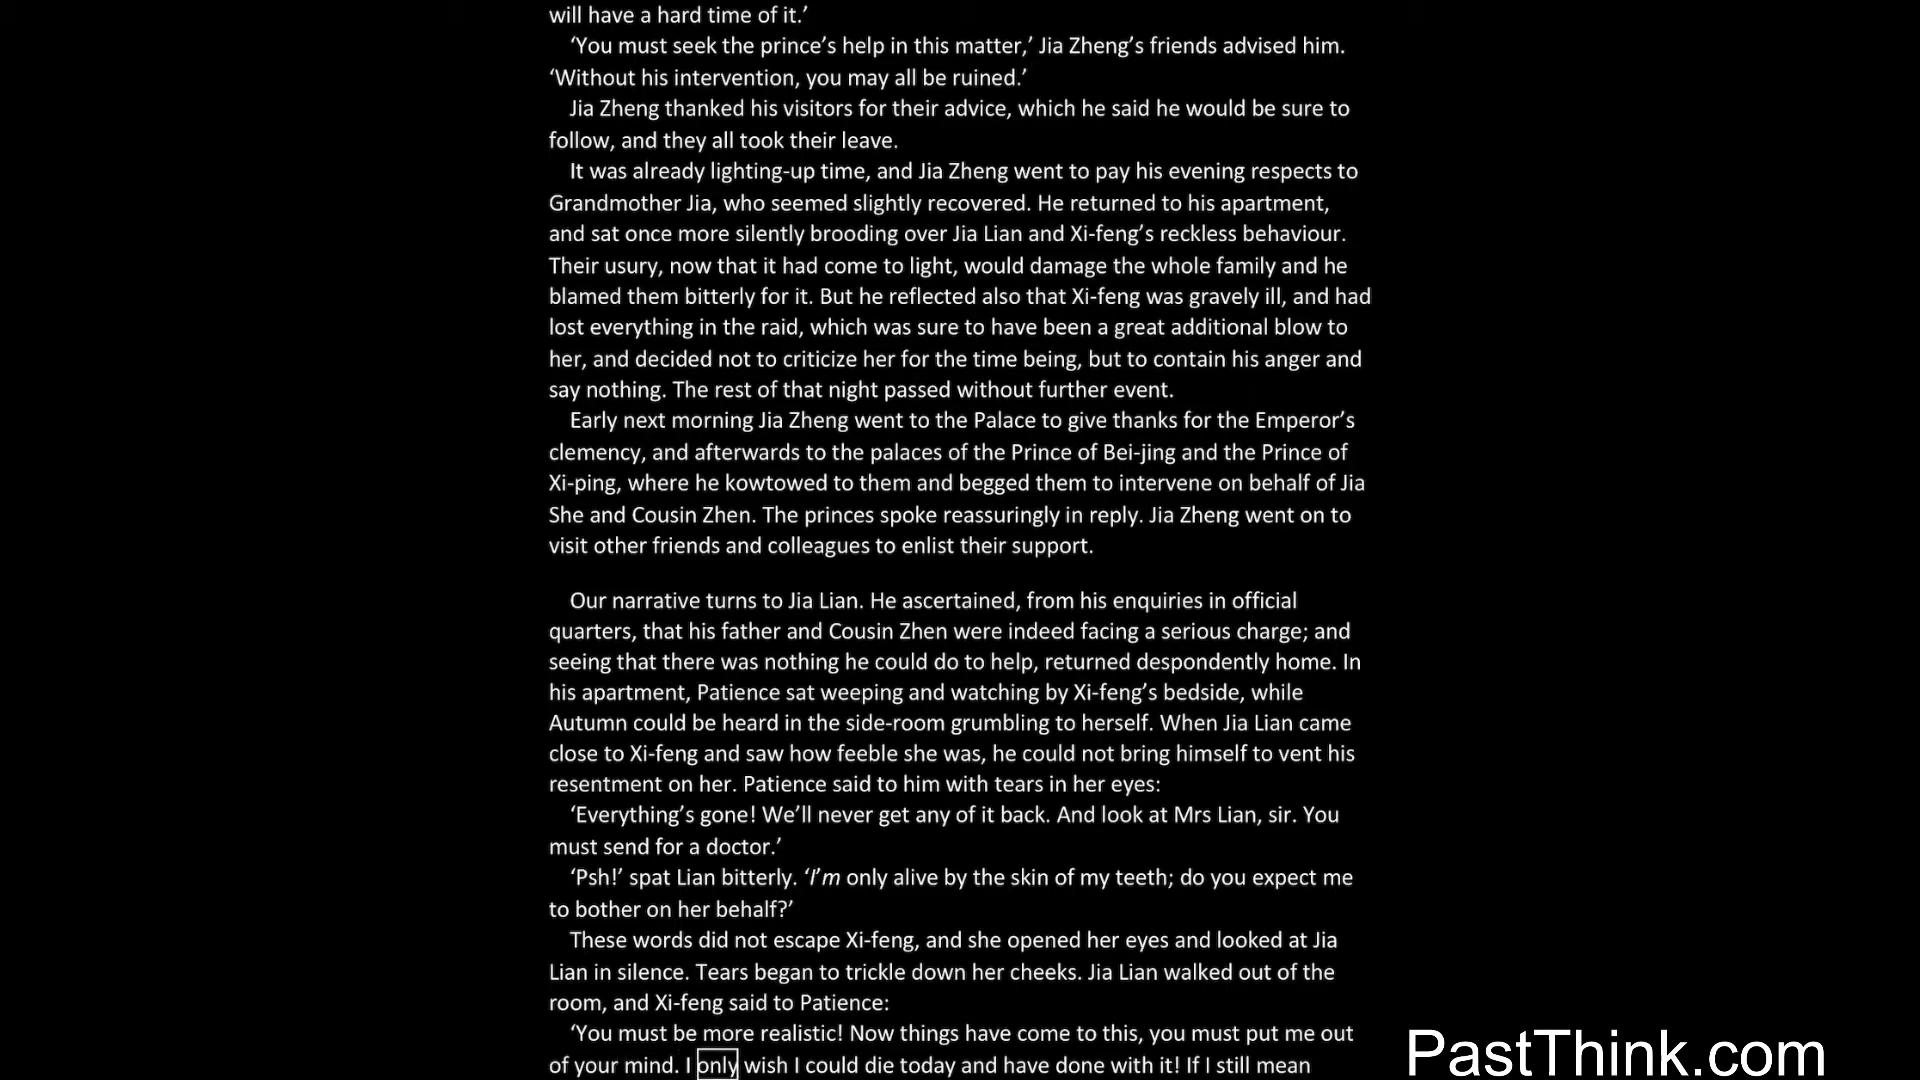 will have a hard time of it.’
‘You must seek the prince’s help in this matter,’ Jia Zheng’s friends advised him.
‘Without his intervention, you may all be ruined.’
Jia Zheng thanked his visitors for their advice, which he said he would be sure to
follow, and they all took their leave.
It was already lighting-up time, and Jia Zheng went to pay his evening respects to
Grandmother Jia, who seemed slightly recovered. He returned to his apartment,
and sat once more silently brooding over Jia Lian and Xi-feng’s reckless behaviour.
Their usury, now that it had come to light, would damage the whole family and he
blamed them bitterly for it. But he reflected also that Xi-feng was gravely ill, and had
lost everything in the raid, which was sure to have been a great additional blow to
her, and decided not to criticize her for the time being, but to contain his anger and
say nothing. The rest of that night passed without further event.
Early next morning Jia Zheng went to the Palace to give thanks for the Emperor’s
clemency, and afterwards to the palaces of the Prince of Bei-jing and the Prince of
Xi-ping, where he kowtowed to them and begged them to intervene on behalf of Jia
She and Cousin Zhen. The princes spoke reassuringly in reply. Jia Zheng went on to
visit other friends and colleagues to enlist their support.
Our narrative turns to Jia Lian. He ascertained, from his enquiries in official
quarters, that his father and Cousin Zhen were indeed facing a serious charge; and
seeing that there was nothing he could do to help, returned despondently home. In
his apartment, Patience sat weeping and watching by Xi-feng’s bedside, while
Autumn could be heard in the side-room grumbling to herself. When Jia Lian came
close to Xi-feng and saw how feeble she was, he could not bring himself to vent his
resentment on her. Patience said to him with tears in her eyes:
‘Everything’s gone! We’ll never get any of it back. And look at Mrs Lian, sir. You
must send for a doctor.’
‘Psh!’ spat Lian bitterly. ‘I’m only alive by the skin of my teeth; do you expect me
to bother on her behalf?’
These words did not escape Xi-feng, and she opened her eyes and looked at Jia
Lian in silence. Tears began to trickle down her cheeks. Jia Lian walked out of the
room, and Xi-feng said to Patience:
‘You must be more realistic! Now things have come to this, you must put me out
of your mind. I only wish I could die today and have done with it! If I still mean
PastThink.com